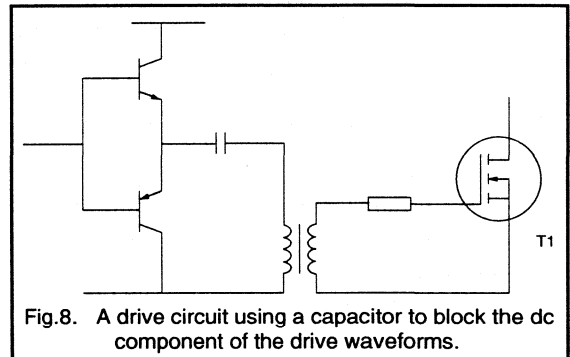 T1
Fig.8. A drive circuit using a capacitor to block the dc
component of the drive waveforms.